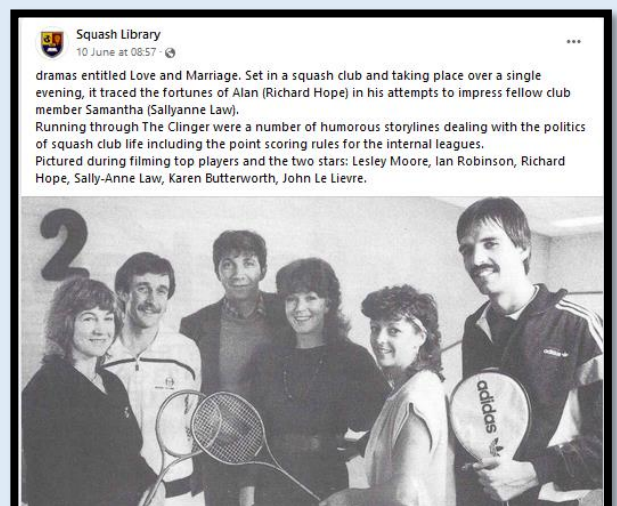 Squash Library
10 June at 08:57 ·
dramas entitled Love and Marriage. Set in a squash club and taking place over a single
evening, it traced the fortunes of Alan (Richard Hope) in his attempts to impress fellow club
member Samantha (Sallyanne Law).
Running through The Clinger were a number of humorous storylines dealing with the politics
of squash club life including the point scoring rules for the internal leagues.
Pictured during filming top players and the two stars: Lesley Moore, Ian Robinson, Richard
Hope, Sally-Anne Law, Karen Butterworth, John Le Lievre.
2
adidas
adidas